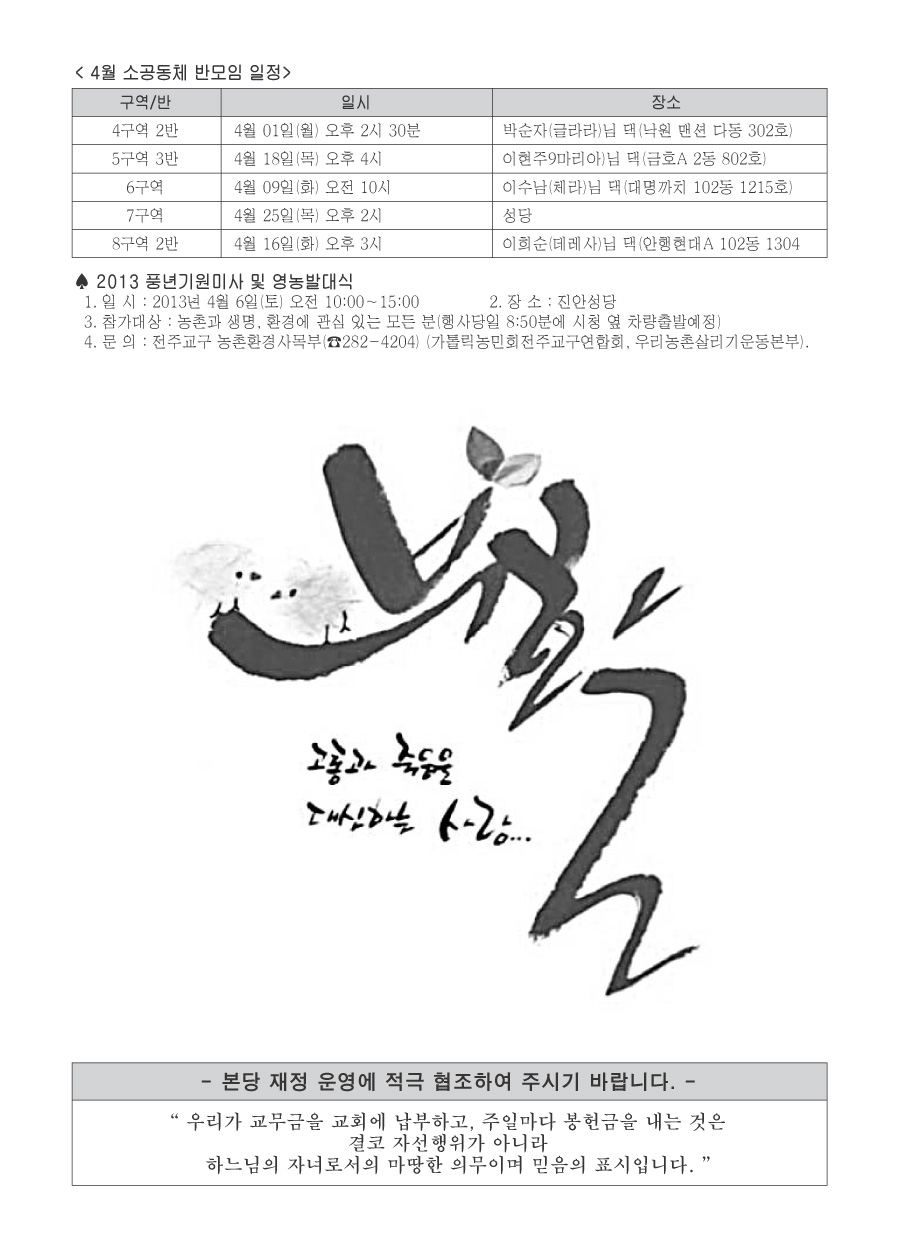 < 4월 소공동체 반모임 일정>
구역/반 일시 장소
4구역 2반 4월 01일(월) 오후 2시 30분 박순자(글라라)님 댁(낙원 맨션 다동 302호)
5구역 3반 4월 18일(목) 오후 4시 이현주9마리아)님 댁(금호A 2동 802호)
6구역 4월 09일(화) 오전 10시 이수남(체라)님 댁(대명까치 102동 1215호)
7구역 4월 25일(목) 오후 2시 성당
8구역 2반 4월 16일(화) 오후 3시 이희순(데레사)님 댁(안행현대A 102동 1304
♠ 2013 풍년기원미사 및 영농발대식
1. 일 시 : 2013년 4월 6일(토) 오전 10:00~15:00 2. 장 소 : 진안성당
3. 참가대상 : 농촌과 생명, 환경에 관심 있는 모든 분(행사당일 8:50분에 시청 옆 차량출발예정)
4. 문 의 : 전주교구 농촌환경사목부(☎282-4204) (가톨릭농민회전주교구연합회, 우리농촌살리기운동본부).
부활
고통과 죽음을
대신하는 사랑...
- 본당 재정 운영에 적극 협조하여 주시기 바랍니다. -
“ 우리가 교무금을 교회에 납부하고, 주일마다 봉헌금을 내는 것은
결코 자선행위가 아니라
하느님의 자녀로서의 마땅한 의무이며 믿음의 표시입니다. ”